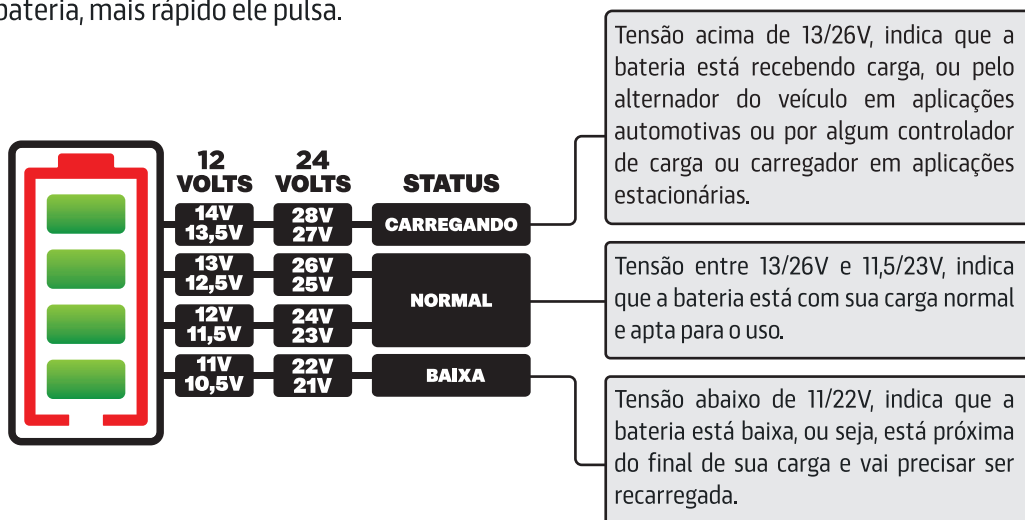 bateria, mais rápido ele pulsa.
Tensão acima de 13/26V, indica que a
bateria está recebendo carga, ou pelo
alternador do veículo em aplicações
automotivas ou por algum controlador
de carga ou carregador em aplicações
estacionárias.
12
VOLTS
24
VOLTS
STATUS
14V
13,5V
28V
27V
CARREGANDO
13V
12,5V
26V
25V
NORMAL
12V
11,5V
24V
23V
11V
10,5V
22V
21V
BAIXA
Tensão entre 13/26V e 11,5/23V, indica
que a bateria está com sua carga normal
e apta para o uso.
Tensão abaixo de 11/22V, indica que a
bateria está baixa, ou seja, está próxima
do final de sua carga e vai precisar ser
recarregada.